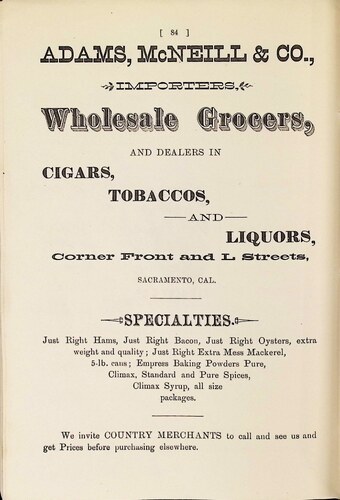 [ 84 ]
ADAMS, McNEILL & CO.,
IMPORTERS,
Wholesale Grocers,
AND DEALERS IN
CIGARS,
TOBACCOS,
AND
LIQUORS,
Corner Front and L Streets,
SACRAMENTO, CAL.
SPECIALTIES.
Just Right Hams, Just Right Bacon, Just Right Oysters, extra
weight and quality; Just Right Extra Mess Mackerel,
5-lb. cans; Empress Baking Powders Pure,
Climax, Standard and Pure Spices,
Climax Syrup, all size
packages.
We invite COUNTRY MERCHANTS to call and see us and
get Prices before purchasing elsewhere.